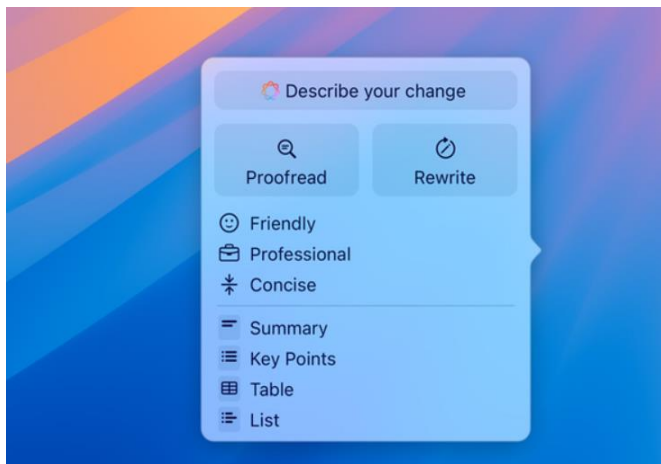 Describe your change
Proofread
Rewrite
Friendly
Professional
Concise
Summary
Key Points
Table
List